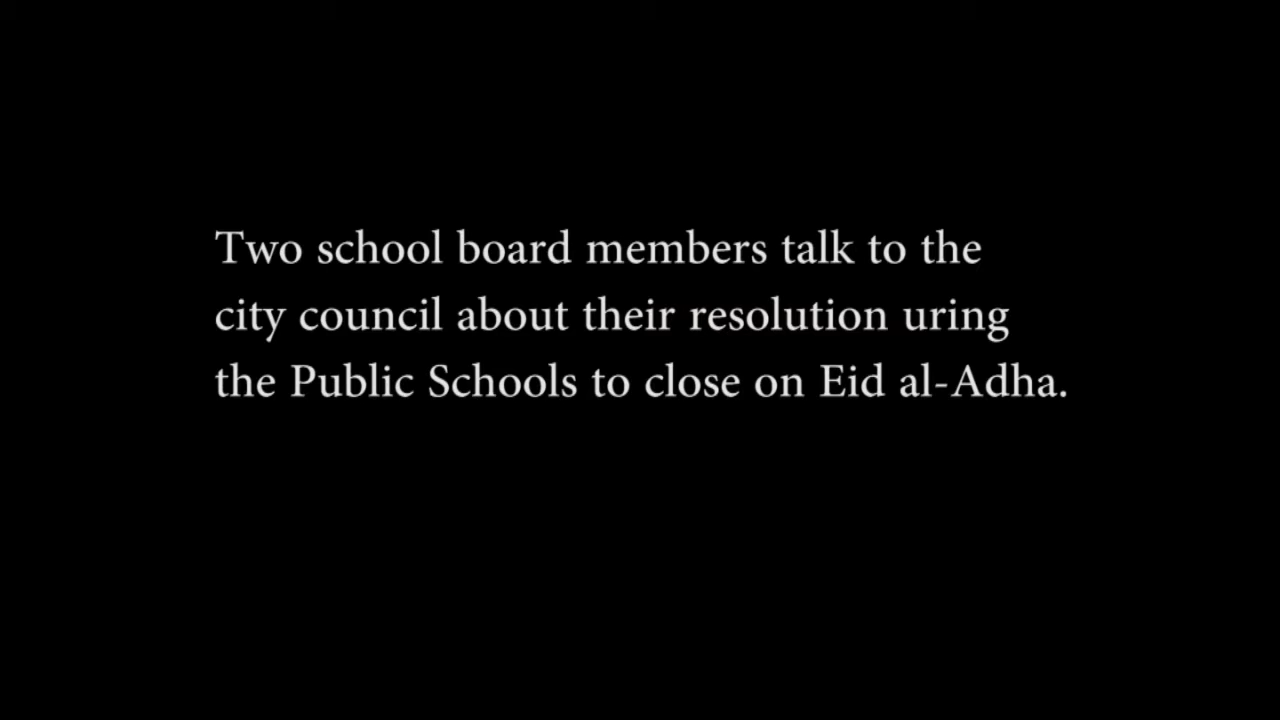 Two school board members talk to the
city council about their resolution uring
the Public Schools to close on Eid al-Adha.